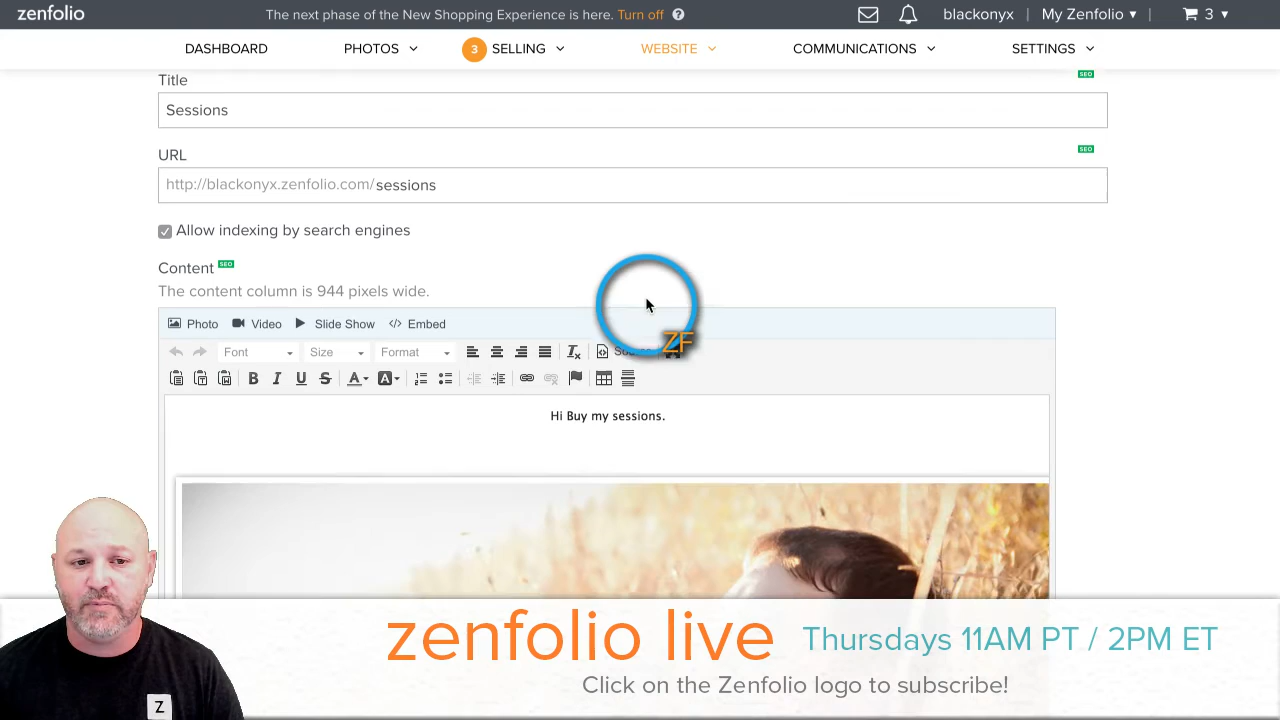 zenfolio
The next phase of the New Shopping Experience is here. Turn off ?
blackonyx | My Zenfolio ▾ | 3 ▾
DASHBOARD PHOTOS 3 SELLING WEBSITE COMMUNICATIONS SETTINGS
Title SEO
Sessions
URL SEO
http://blackonyx.zenfolio.com/sessions
Allow indexing by search engines
Content SEO
The content column is 944 pixels wide.
Photo Video Slide Show </> Embed
ZF
Font Size Format
B I U S A A
Hi Buy my sessions.
zenfolio live Thursdays 11AM PT / 2PM ET
Click on the Zenfolio logo to subscribe!
Z